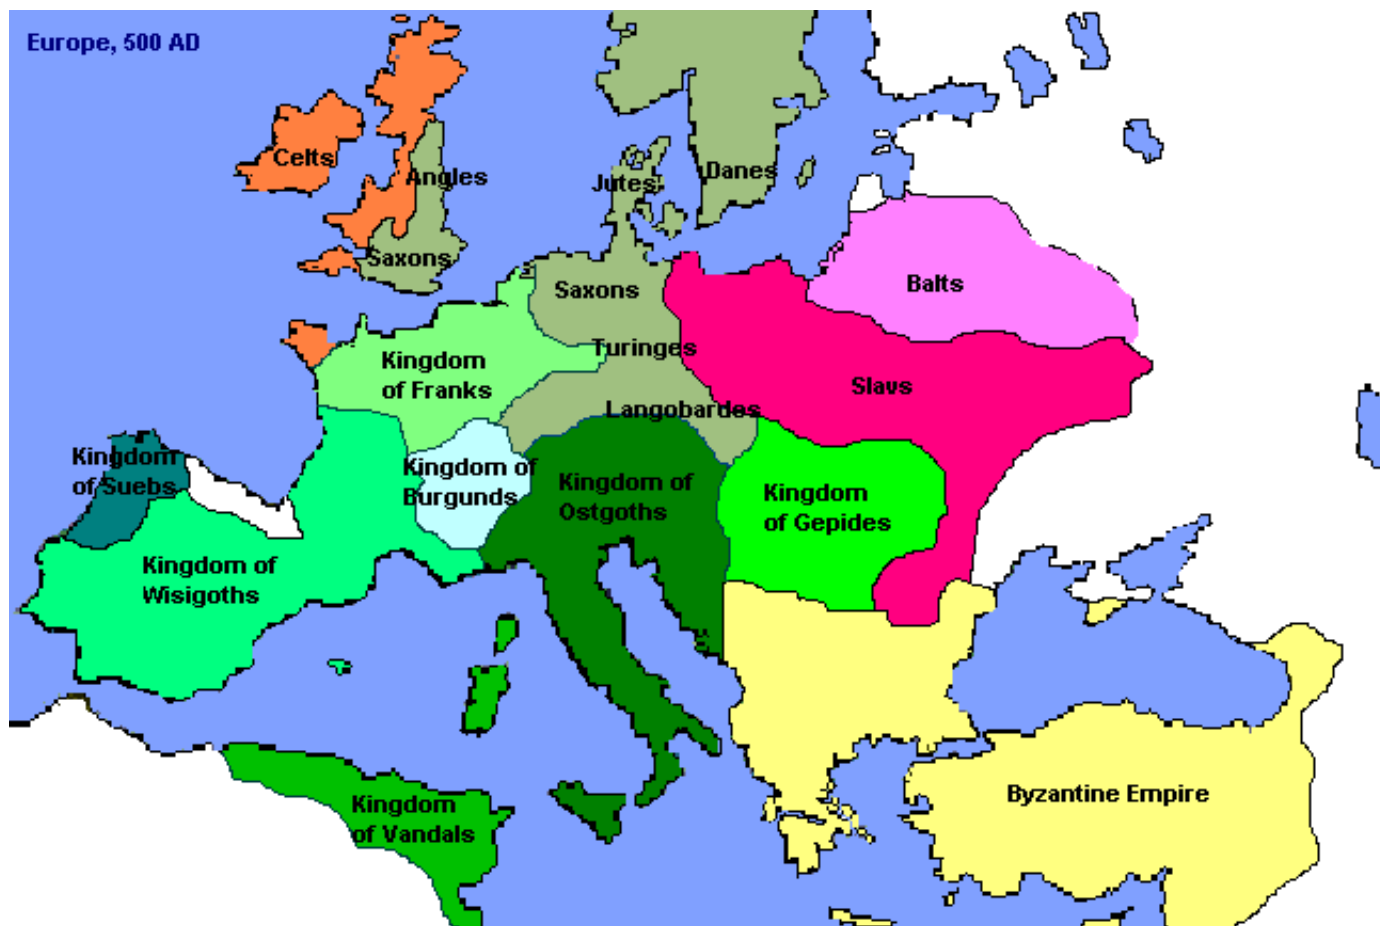 Europe, 500 AD
Celts
Angles
Jutes
Danes
Saxons
Saxons
Balts
Turinges
Kingdom
of Franks
Slavs
Langobardes
Kingdom
of Suebs
Kingdom of
Burgunds
Kingdom of
Ostgoths
Kingdom
of Gepides
Kingdom of
Wisigoths
Byzantine Empire
Kingdom
of Vandals